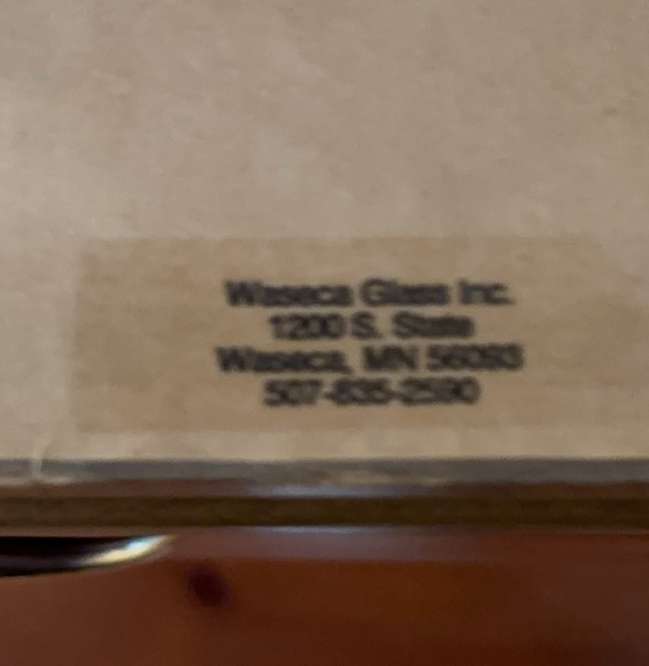 Waseca Glass Inc.
1200 S. State
Waseca, MN 56093
507-835-2590